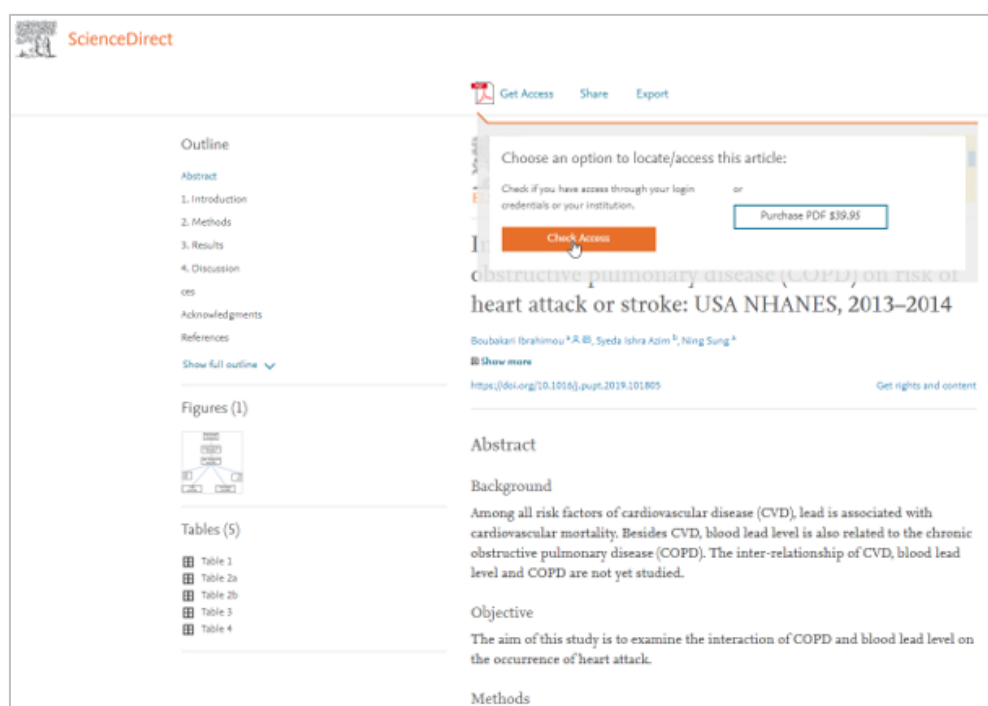 ScienceDirect
Get Access Share Export
Outline
Abstract
1. Introduction
2. Methods
3. Results
4. Discussion
ces
Acknowledgments
References
Show full outline
Figures (1)
Tables (5)
Table 1
Table 2a
Table 2b
Table 3
Table 4
Choose an option to locate/access this article:
Check if you have access through your login
credentials or your institution.
Check Access
or
Purchase PDF $39.95
obstructive pulmonary disease (COPD) on risk of
heart attack or stroke: USA NHANES, 2013–2014
Boubakari Ibrahimou a, Syeda Ishra Azim b, Ning Sung a
Show more
https://doi.org/10.1016/j.pupt.2019.101805
Get rights and content
Abstract
Background
Among all risk factors of cardiovascular disease (CVD), lead is associated with
cardiovascular mortality. Besides CVD, blood lead level is also related to the chronic
obstructive pulmonary disease (COPD). The inter-relationship of CVD, blood lead
level and COPD are not yet studied.
Objective
The aim of this study is to examine the interaction of COPD and blood lead level on
the occurrence of heart attack.
Methods